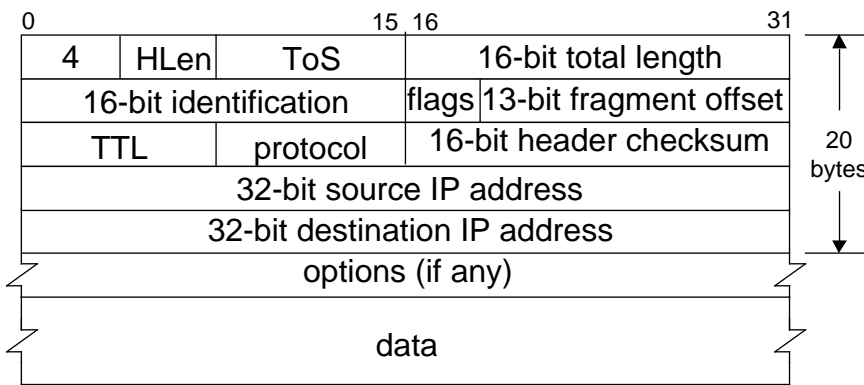 0 15 16 31
4 HLen ToS 16-bit total length
16-bit identification flags 13-bit fragment offset
TTL protocol 16-bit header checksum
20
bytes
32-bit source IP address
32-bit destination IP address
options (if any)
data